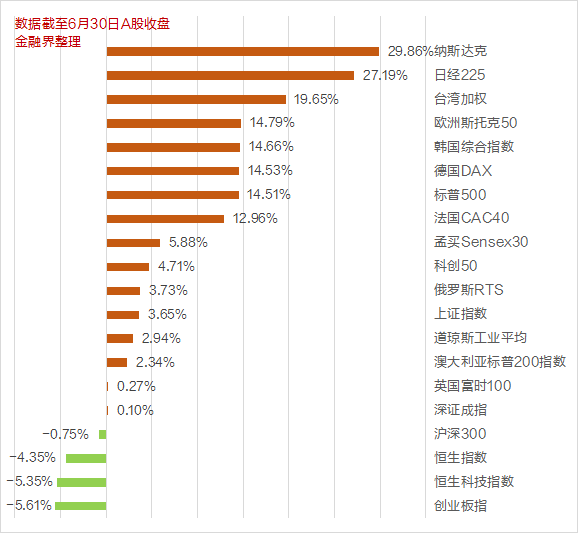 数据截至6月30日A股收盘
金融界整理
29.86% 纳斯达克
27.19% 日经225
19.65% 台湾加权
14.79% 欧洲斯托克50
14.66% 韩国综合指数
14.53% 德国DAX
14.51% 标普500
12.96% 法国CAC40
5.88% 孟买Sensex30
4.71% 科创50
3.73% 俄罗斯RTS
3.65% 上证指数
2.94% 道琼斯工业平均
2.34% 澳大利亚标普200指数
0.27% 英国富时100
0.10% 深证成指
-0.75% 沪深300
-4.35% 恒生指数
-5.35% 恒生科技指数
-5.61% 创业板指